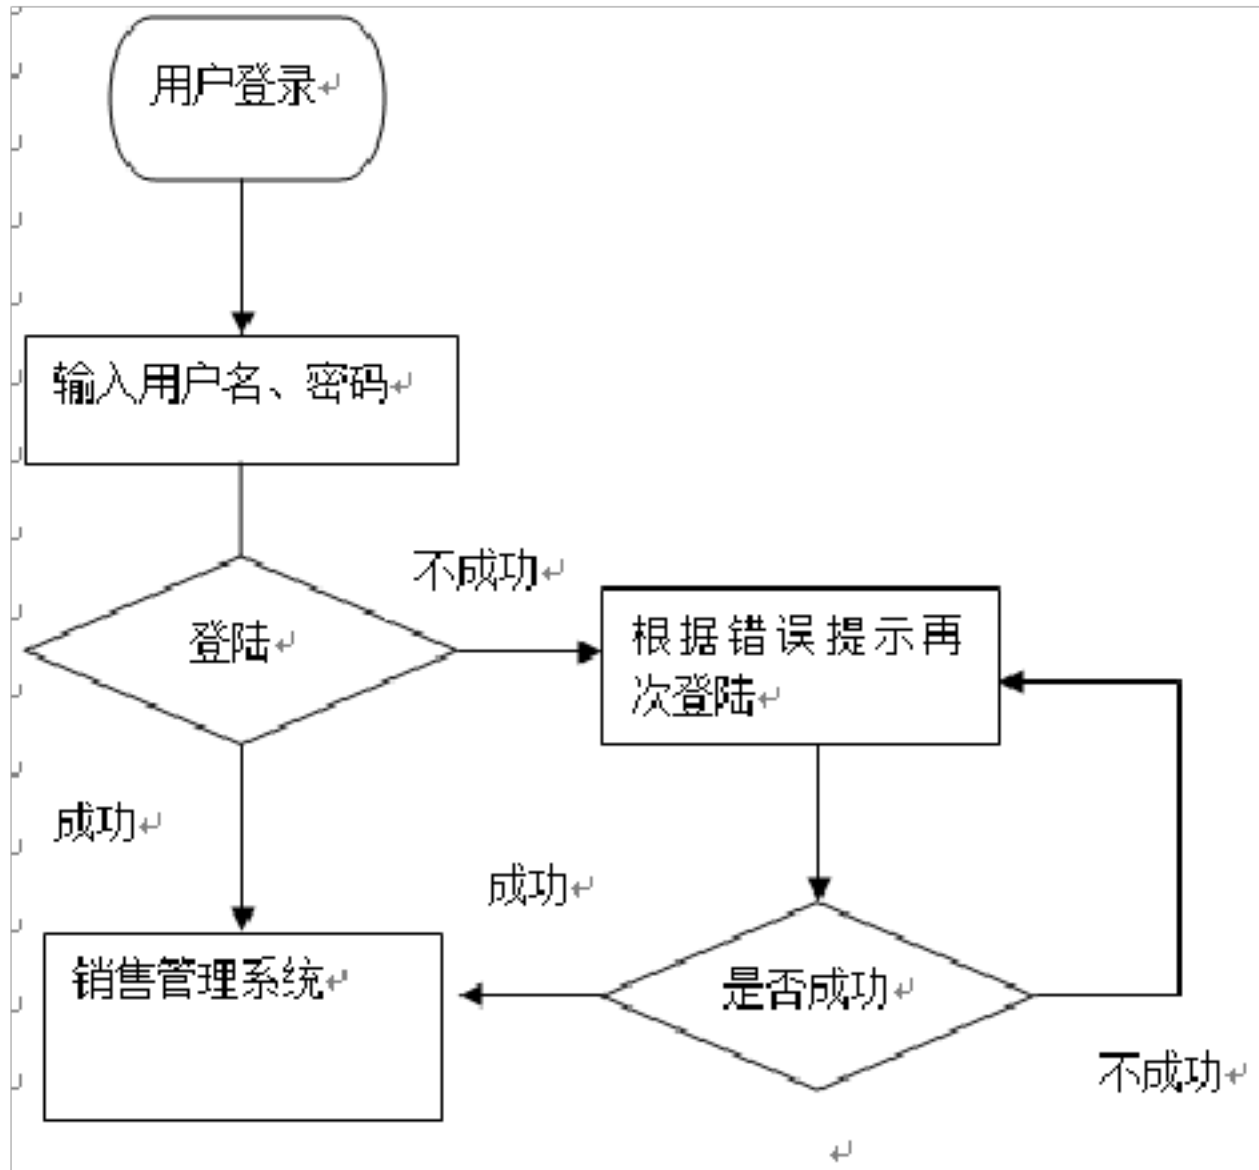 用户登录
输入用户名、密码
不成功
登陆
根据错误提示再
次登陆
成功
成功
销售管理系统
是否成功
不成功